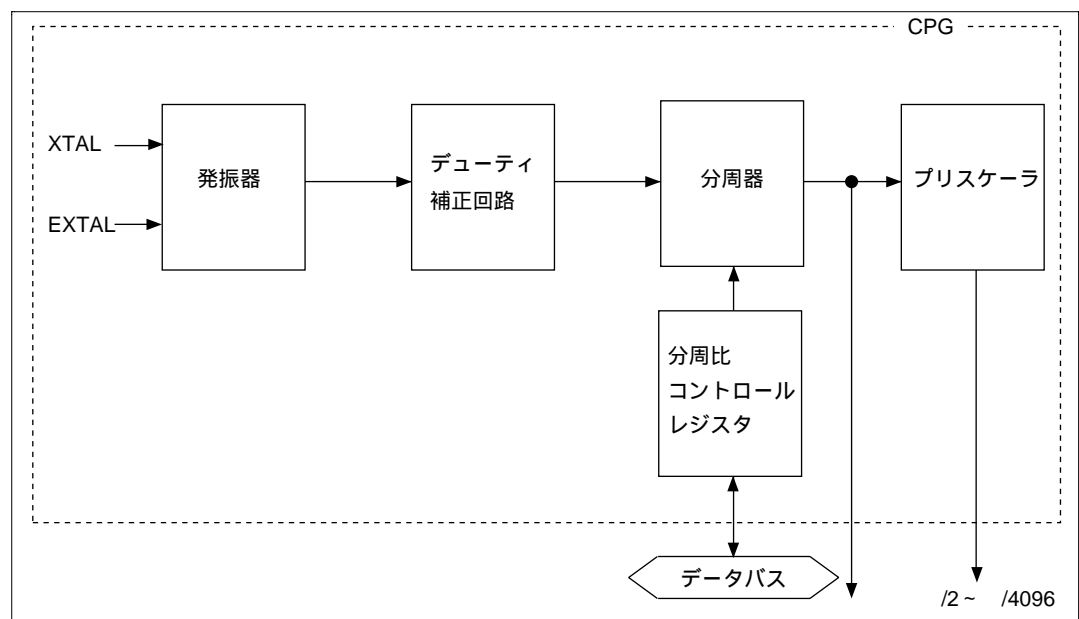 CPG
XTAL
EXTAL
発振器
デューティ
補正回路
分周器
プリスケーラ
分周比
コントロール
レジスタ
データバス
/2~ /4096